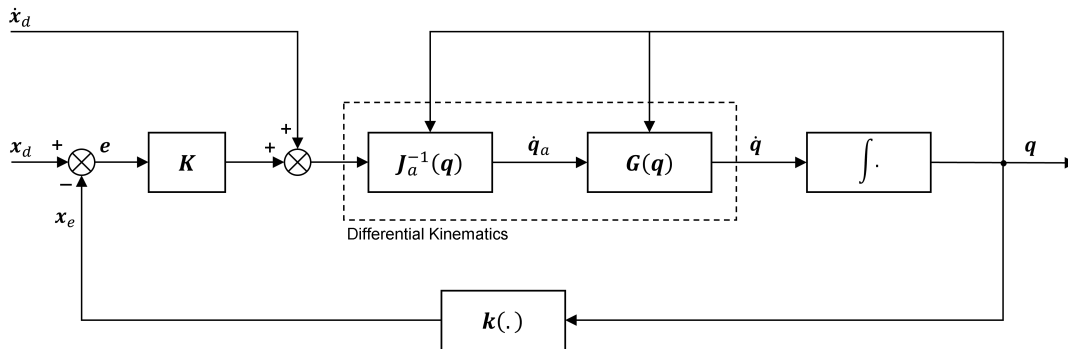 ẋ_d
x_d
+
−
e
K
+
+
J_a^{-1}(q)
q̇_a
G(q)
q̇
∫ .
q
Differential Kinematics
x_e
k(.)